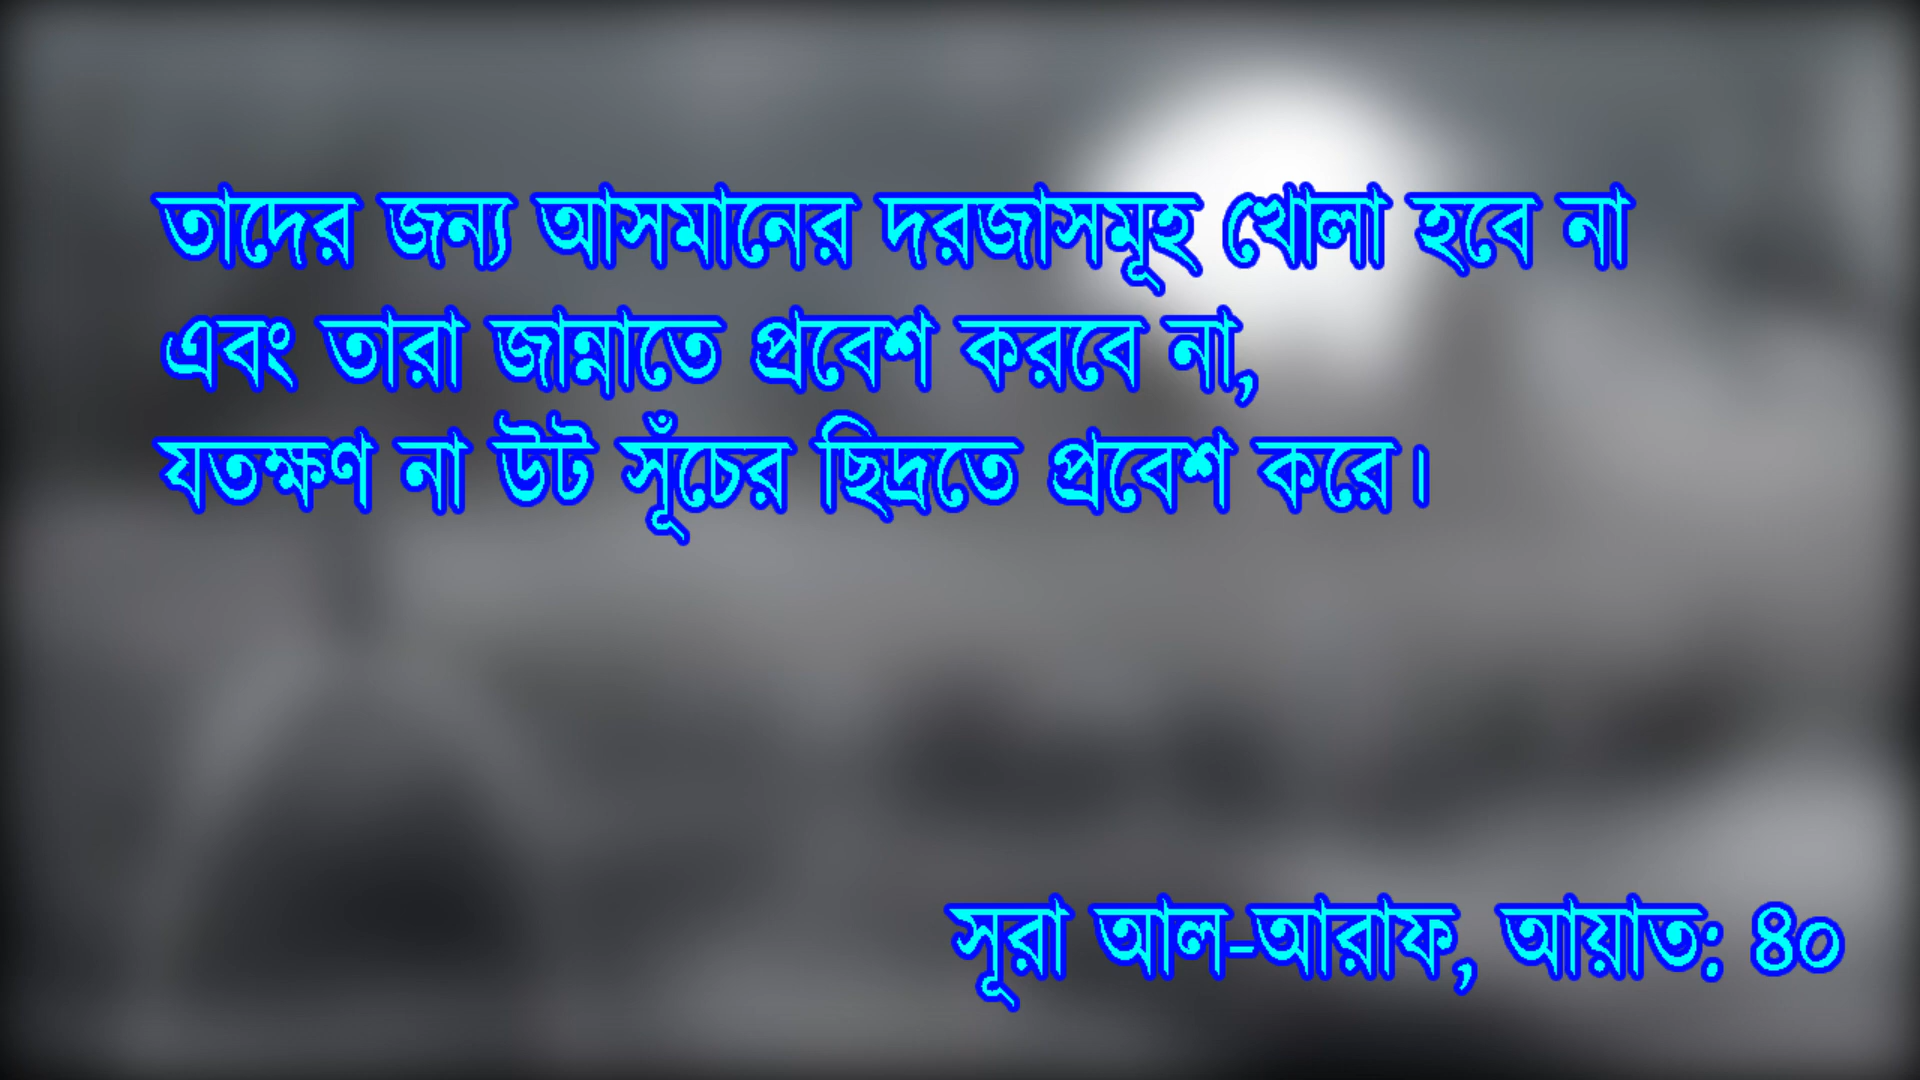 তাদের জন্য আসমানের দরজাসমূহ খোলা হবে না
এবং তারা জান্নাতে প্রবেশ করবে না,
যতক্ষণ না উট সূঁচের ছিদ্রতে প্রবেশ করে।
সূরা আল-আরাফ, আয়াত: ৪০